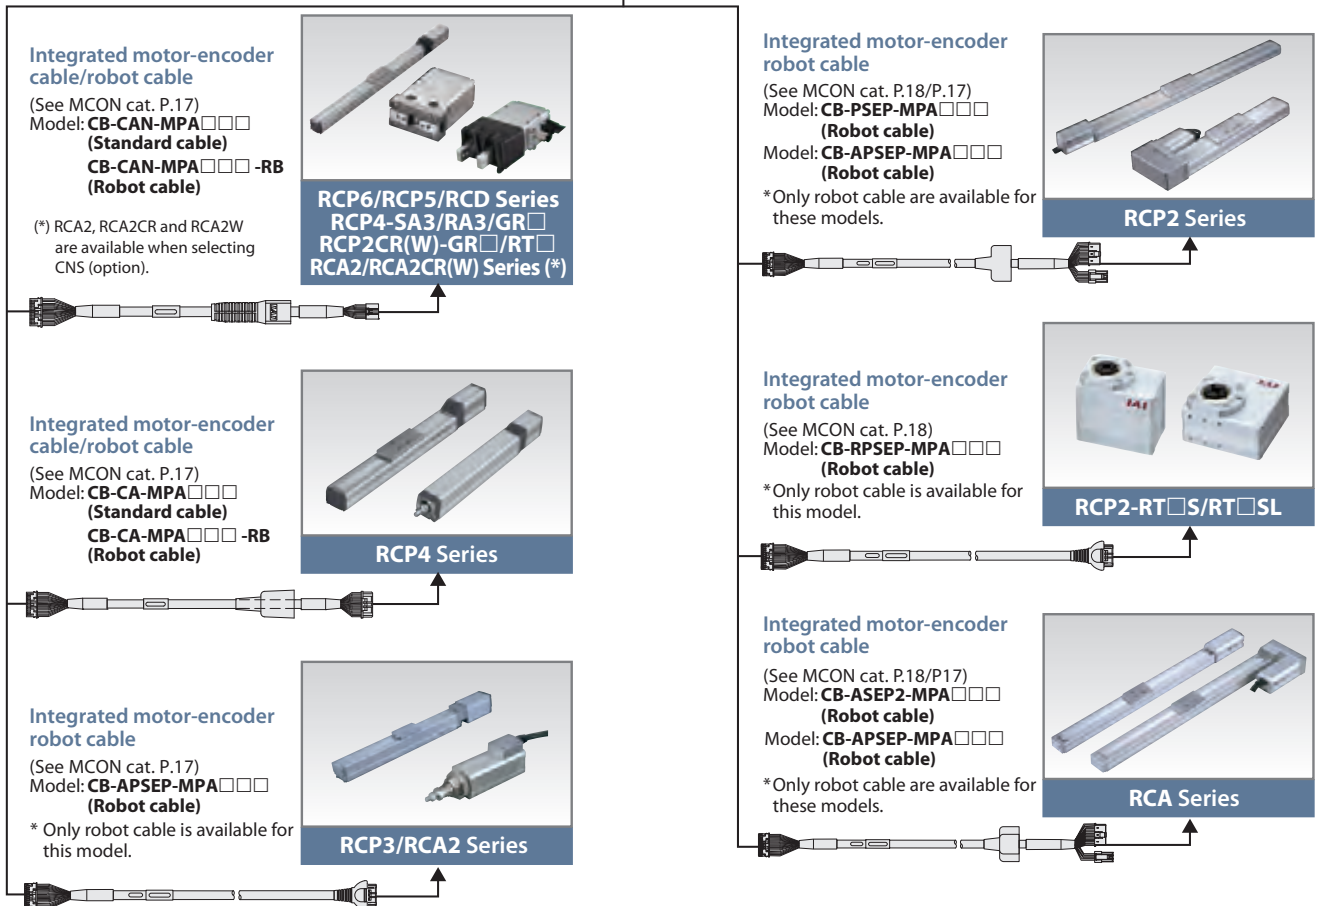 Integrated motor-encoder
cable/robot cable
(See MCON cat. P.17)
Model: CB-CAN-MPA□□□
(Standard cable)
CB-CAN-MPA□□□ -RB
(Robot cable)
(*) RCA2, RCA2CR and RCA2W
are available when selecting
CNS (option).
RCP6/RCP5/RCD Series
RCP4-SA3/RA3/GR□
RCP2CR(W)-GR□/RT□
RCA2/RCA2CR(W) Series (*)
Integrated motor-encoder
cable/robot cable
(See MCON cat. P.17)
Model: CB-CA-MPA□□□
(Standard cable)
CB-CA-MPA□□□ -RB
(Robot cable)
RCP4 Series
Integrated motor-encoder
robot cable
(See MCON cat. P.17)
Model: CB-APSEP-MPA□□□
(Robot cable)
* Only robot cable is available for
this model.
RCP3/RCA2 Series
Integrated motor-encoder
robot cable
(See MCON cat. P.18/P.17)
Model: CB-PSEP-MPA□□□
(Robot cable)
Model: CB-APSEP-MPA□□□
(Robot cable)
*Only robot cable are available for
these models.
RCP2 Series
Integrated motor-encoder
robot cable
(See MCON cat. P.18)
Model: CB-RPSEP-MPA□□□
(Robot cable)
*Only robot cable is available for
this model.
IAI
IAI
RCP2-RT□S/RT□SL
Integrated motor-encoder
robot cable
(See MCON cat. P.18/P17)
Model: CB-ASEP2-MPA□□□
(Robot cable)
Model: CB-APSEP-MPA□□□
(Robot cable)
*Only robot cable are available for
these models.
RCA Series